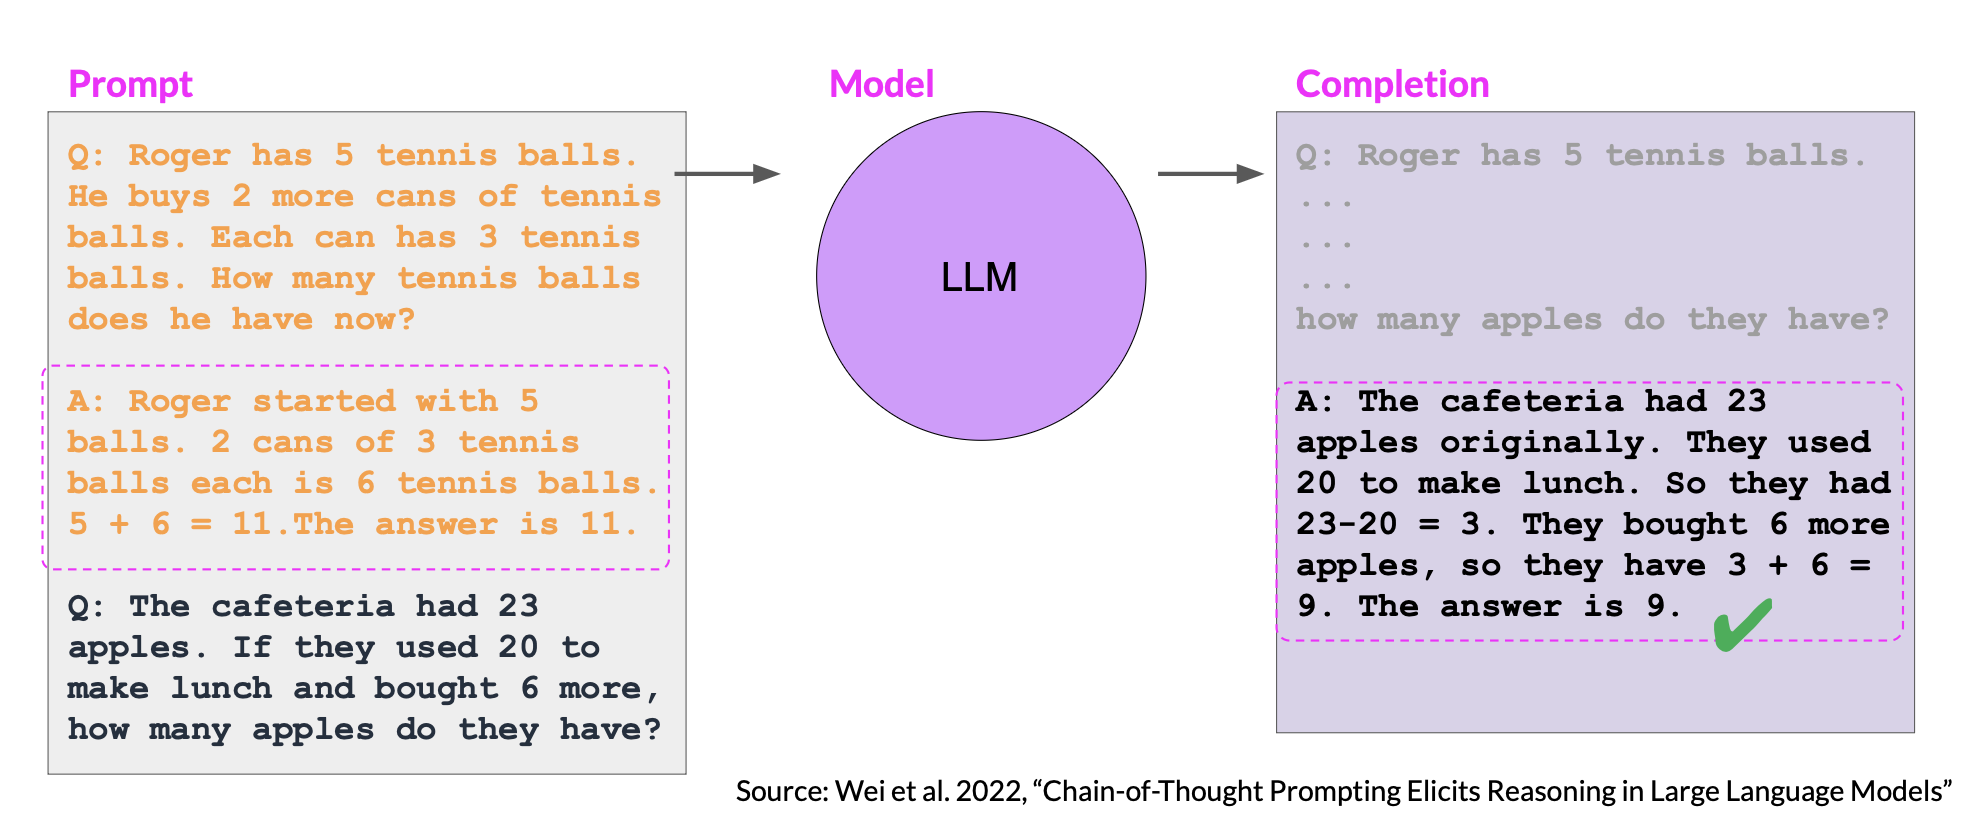 Prompt
Q: Roger has 5 tennis balls.
He buys 2 more cans of tennis
balls. Each can has 3 tennis
balls. How many tennis balls
does he have now?
A: Roger started with 5
balls. 2 cans of 3 tennis
balls each is 6 tennis balls.
5 + 6 = 11.The answer is 11.
Q: The cafeteria had 23
apples. If they used 20 to
make lunch and bought 6 more,
how many apples do they have?
Model
LLM
Completion
Q: Roger has 5 tennis balls.
...
...
...
how many apples do they have?
A: The cafeteria had 23
apples originally. They used
20 to make lunch. So they had
23-20 = 3. They bought 6 more
apples, so they have 3 + 6 =
9. The answer is 9.
Source: Wei et al. 2022, “Chain-of-Thought Prompting Elicits Reasoning in Large Language Models”